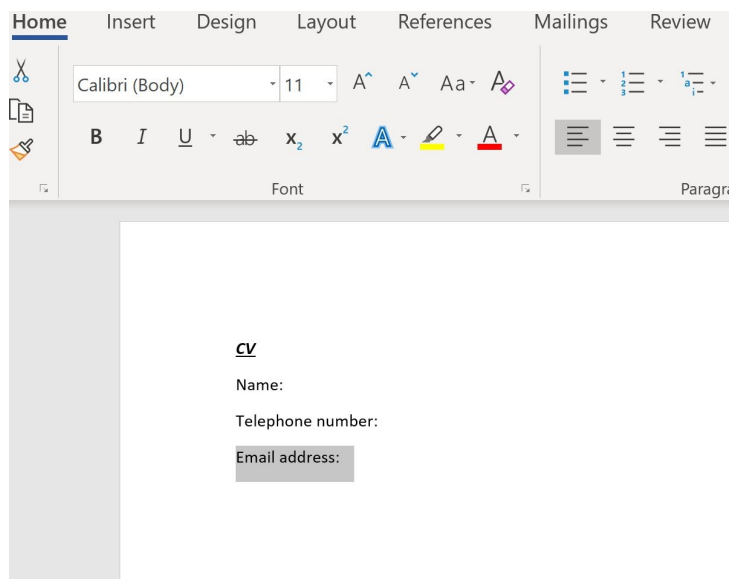 Home Insert Design Layout References Mailings Review
Calibri (Body) 11 A^ A˅ Aa A
B I U ab x₂ x² A A
Font Paragra
CV
Name:
Telephone number:
Email address: